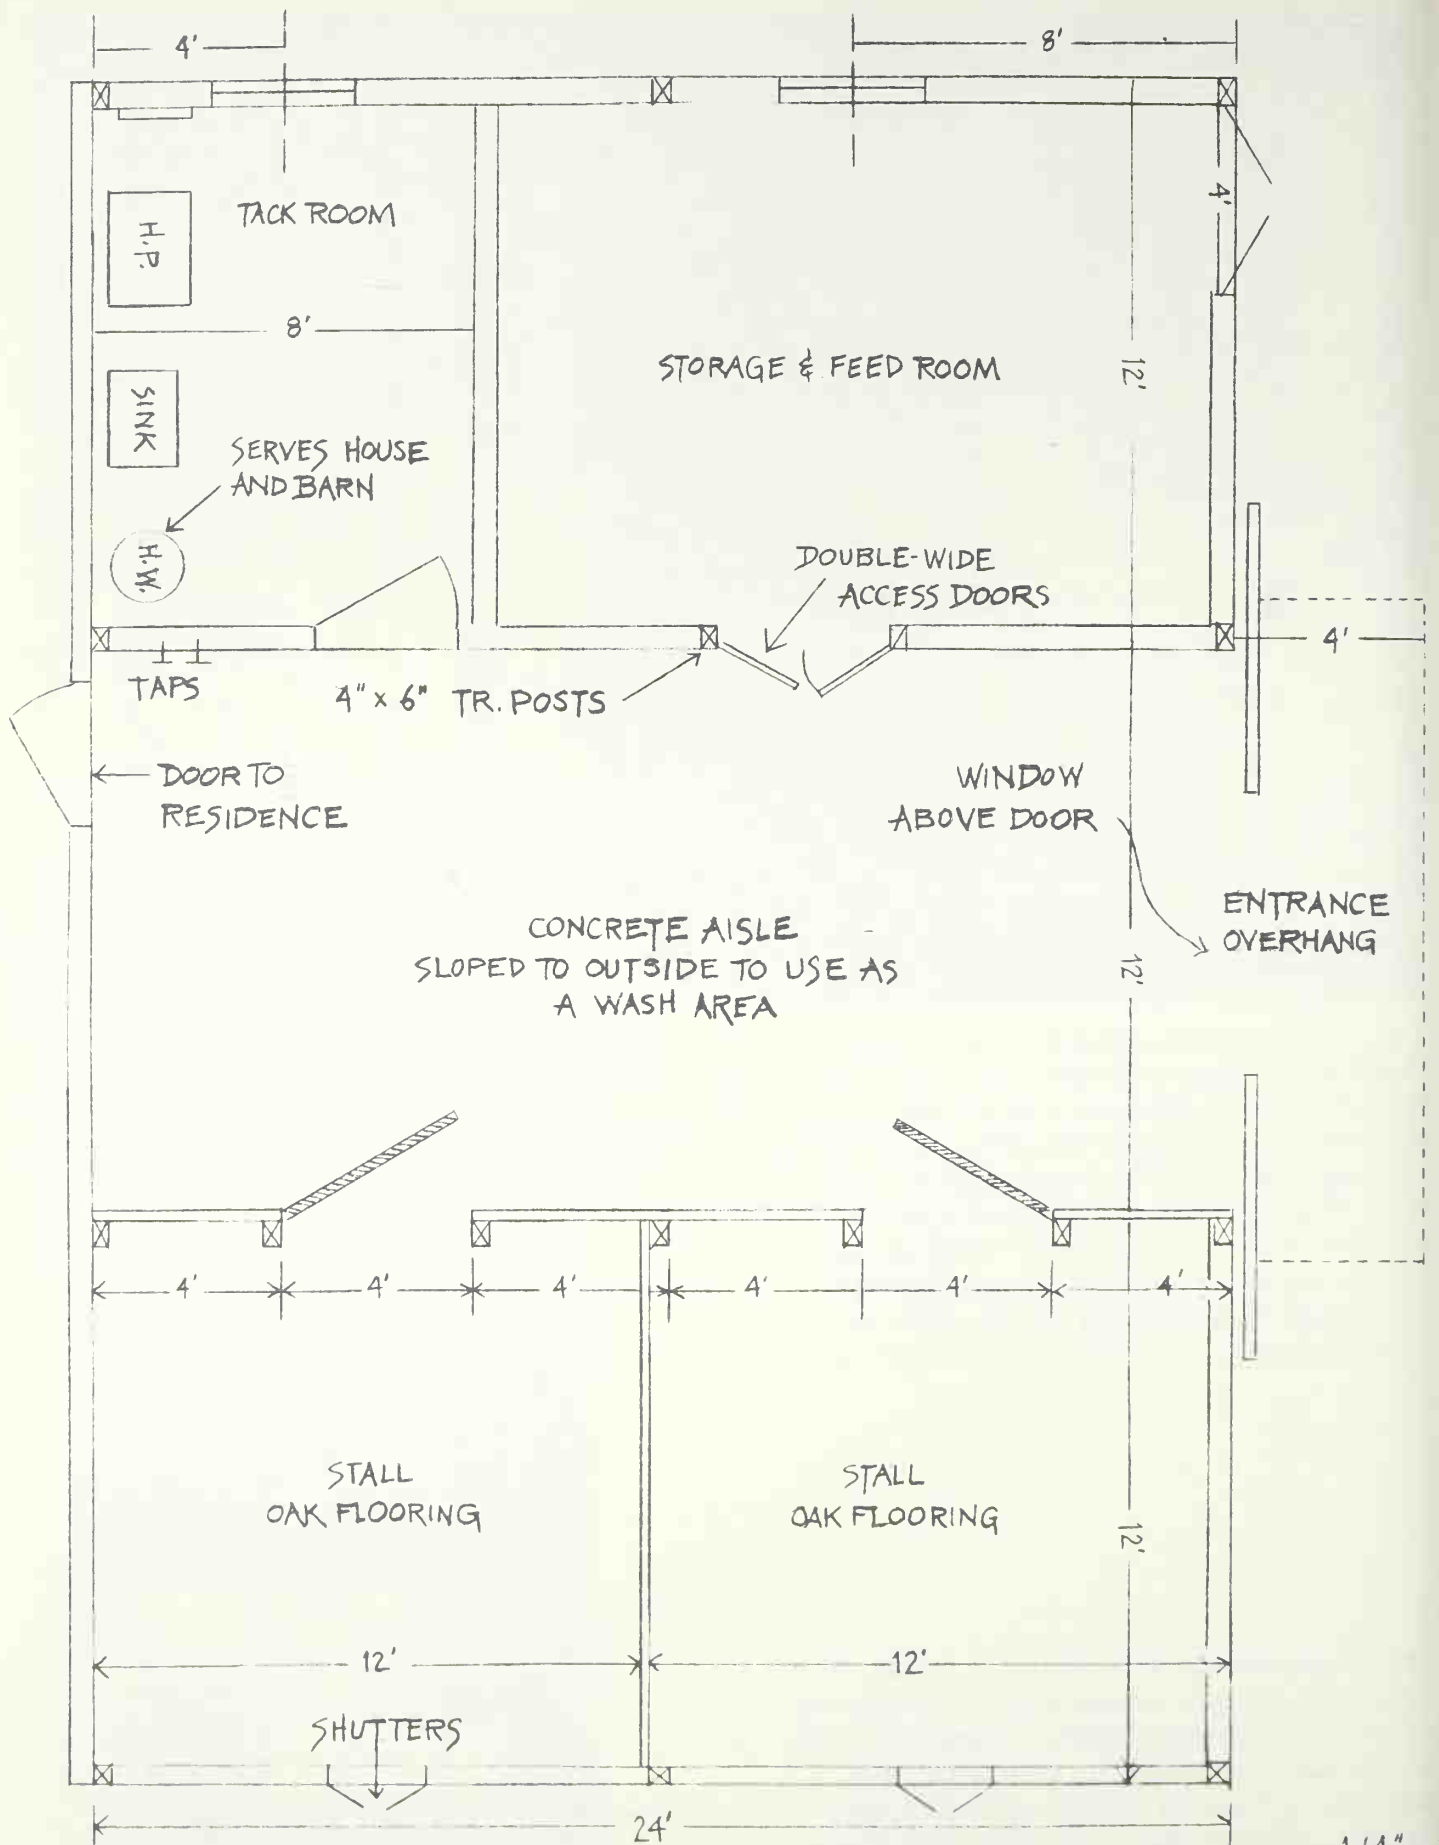 4'
8'
TACK ROOM
H.P.
4'
8'
STORAGE & FEED ROOM
12'
SINK
SERVES HOUSE
AND BARN
H.W.
DOUBLE-WIDE
ACCESS DOORS
4'
TAPS
4" x 6" TR. POSTS
DOOR TO
RESIDENCE
WINDOW
ABOVE DOOR
ENTRANCE
OVERHANG
CONCRETE AISLE
SLOPED TO OUTSIDE TO USE AS
A WASH AREA
12'
4'
4'
4'
4'
4'
4'
STALL
OAK FLOORING
STALL
OAK FLOORING
12'
12'
12'
SHUTTERS
24'